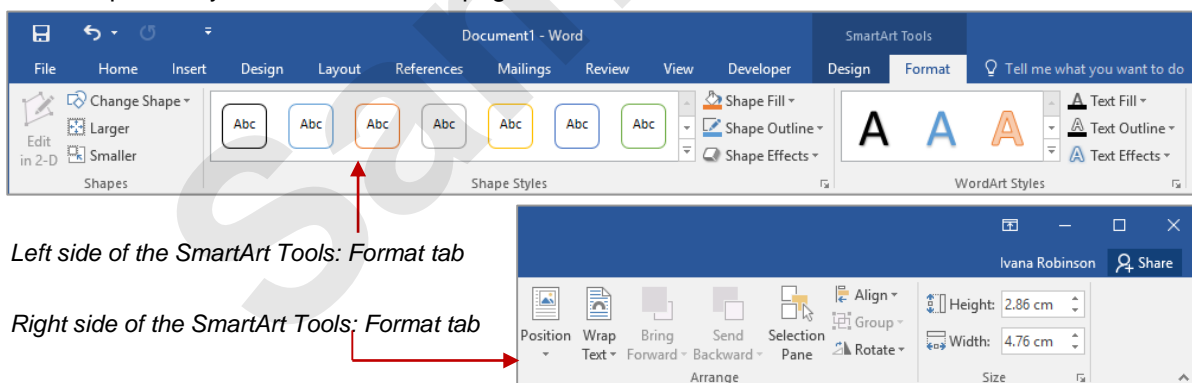 Document1 - Word
SmartArt Tools
File Home Insert Design Layout References Mailings Review View Developer Design Format Tell me what you want to do
Edit
in 2-D
Change Shape
Larger
Smaller
Shapes
Abc Abc Abc Abc Abc Abc Abc
Shape Fill
Shape Outline
Shape Effects
Shape Styles
A A A
Text Fill
Text Outline
Text Effects
WordArt Styles
Left side of the SmartArt Tools: Format tab
Right side of the SmartArt Tools: Format tab
Ivana Robinson Share
Position
Wrap
Text
Bring
Forward
Send
Backward
Selection
Pane
Align
Group
Rotate
Arrange
Height: 2.86 cm
Width: 4.76 cm
Size